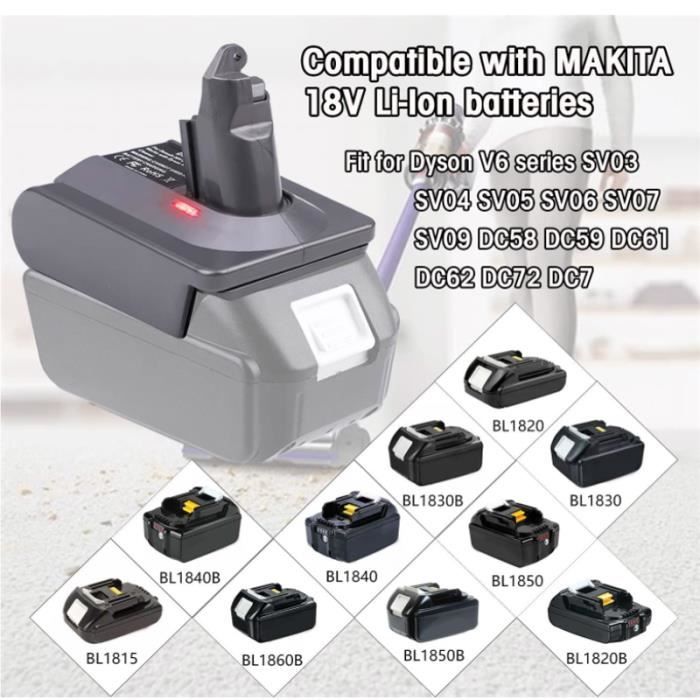 Compatible with MAKITA
18V Li-Ion batteries
Fit for Dyson V6 series SV03
SV04 SV05 SV06 SV07
SV09 DC58 DC59 DC61
DC62 DC72 DC7
BL1820
BL1830B
BL1830
BL1840B
BL1840
BL1850
BL1815
BL1860B
BL1850B
BL1820B